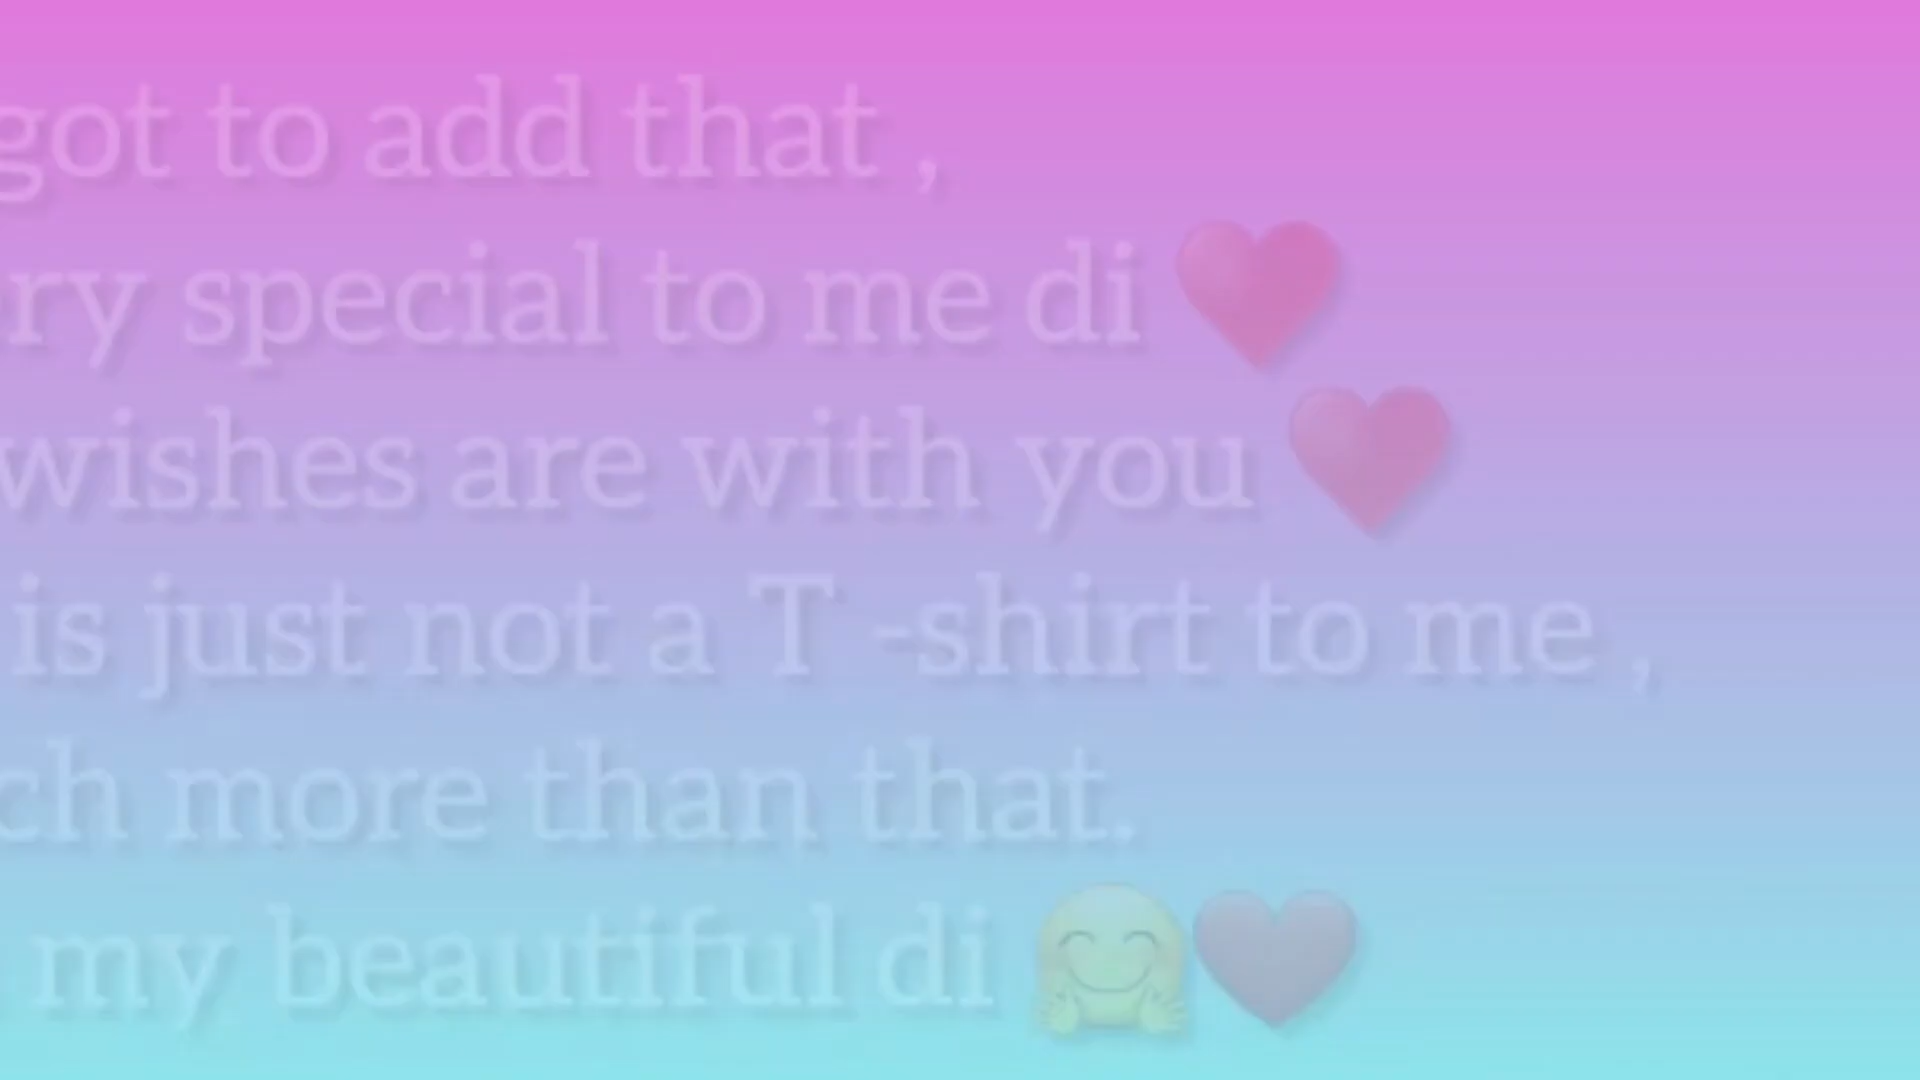 got to add that ,
ry special to me di ❤️
wishes are with you ❤️
is just not a T -shirt to me ,
ch more than that.
my beautiful di 🤗❤️